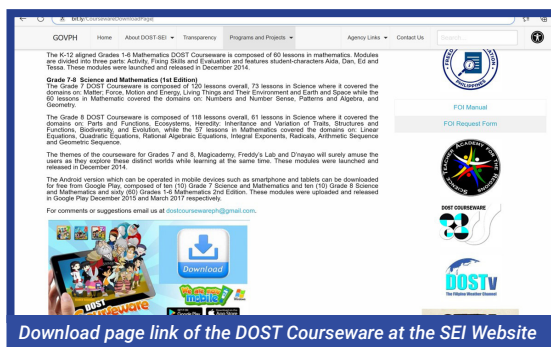 bit.ly/CoursewareDownloadPage
GOVPH Home About DOST-SEI Transparency Programs and Projects Agency Links Contact Us Search...
The K-12 aligned Grades 1-6 Mathematics DOST Courseware is composed of 60 lessons in mathematics. Modules
are divided into three parts: Activity, Fixing Skills and Evaluation and features student-characters Aida, Dan, Ed and
Tessa. These modules were launched and released in December 2014.
Grade 7-8 Science and Mathematics (1st Edition)
The Grade 7 DOST Courseware is composed of 120 lessons overall, 73 lessons in Science where it covered the
domains on: Matter; Force, Motion and Energy, Living Things and Their Environment and Earth and Space while the
60 lessons in Mathematic covered the domains on: Numbers and Number Sense, Patterns and Algebra, and
Geometry.
The Grade 8 DOST Courseware is composed of 118 lessons overall, 61 lessons in Science where it covered the
domains on: Parts and Functions, Ecosystems, Heredity: Inheritance and Variation of Traits, Structures and
Functions, Biodiversity, and Evolution, while the 57 lessons in Mathematics covered the domains on: Linear
Equations, Quadratic Equations, Rational Algebraic Equations, Integral Exponents, Radicals, Arithmetic Sequence
and Geometric Sequence.
The themes of the courseware for Grades 7 and 8, Magicademy, Freddy's Lab and D'nayao will surely amuse the
users as they explore these distinct worlds while learning at the same time. These modules were launched and
released in December 2014.
The Android version which can be operated in mobile devices such as smartphone and tablets can be downloaded
for free from Google Play, composed of ten (10) Grade 7 Science and Mathematics and ten (10) Grade 8 Science
and Mathematics and sixty (60) Grades 1-6 Mathematics 2nd Edition. These modules were uploaded and released
in Google Play December 2015 and March 2017 respectively.
For comments or suggestions email us at dostcoursewareph@gmail.com.
PHILIPPINES
FOI Manual
FOI Request Form
SCIENCE TEACHER ACADEMY FOR THE REGIONS
DOST COURSEWARE
DOSTv
The Filipino Weather Channel
Download
We are now
mobile
DOST
Courseware
Google Play
App Store
Download page link of the DOST Courseware at the SEI Website